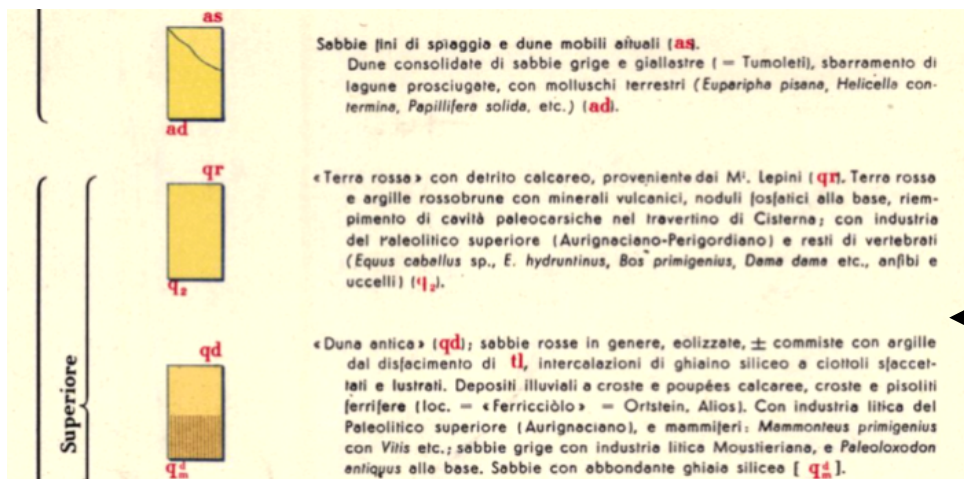 as
Sabbie fini di spiaggia e dune mobili attuali (as).
Dune consolidate di sabbie grige e giallastre (= Tumoleti), sbarramento di
lagune prosciugate, con molluschi terrestri (Euparipha pisana, Helicella con-
termina, Papillifera solida, etc.) (ad).
ad
qr
«Terra rossa» con detrito calcareo, proveniente dai Mⁱ. Lepini (qr). Terra rossa
e argille rossobrune con minerali vulcanici, noduli fosfatici alla base, riem-
pimento di cavità paleocarsiche nel travertino di Cisterna; con industria
del Paleolitico superiore (Aurignaciano-Perigordiano) e resti di vertebrati
(Equus caballus sp., E. hydruntinus, Bos primigenius, Dama dama etc., anfibi e
uccelli) (q₂).
q₂
Superiore
qd
«Duna antica» (qd); sabbie rosse in genere, eolizzate, ± commiste con argille
dal disfacimento di tl, intercalazioni di ghiaino siliceo a ciottoli sfaccet-
tati e lustrati. Depositi illuviali a croste e poupées calcaree, croste e pisoliti
ferrifere (loc. = «Ferricciòlo» = Ortstein, Alios). Con industria litica del
Paleolitico superiore (Aurignaciano), e mammiferi: Mammonteus primigenius
con Vitis etc.; sabbie grige con industria litica Moustieriana, e Paleoloxodon
antiquus alla base. Sabbie con abbondante ghiaia silicea [ qᵈₘ ].
qᵈₘ